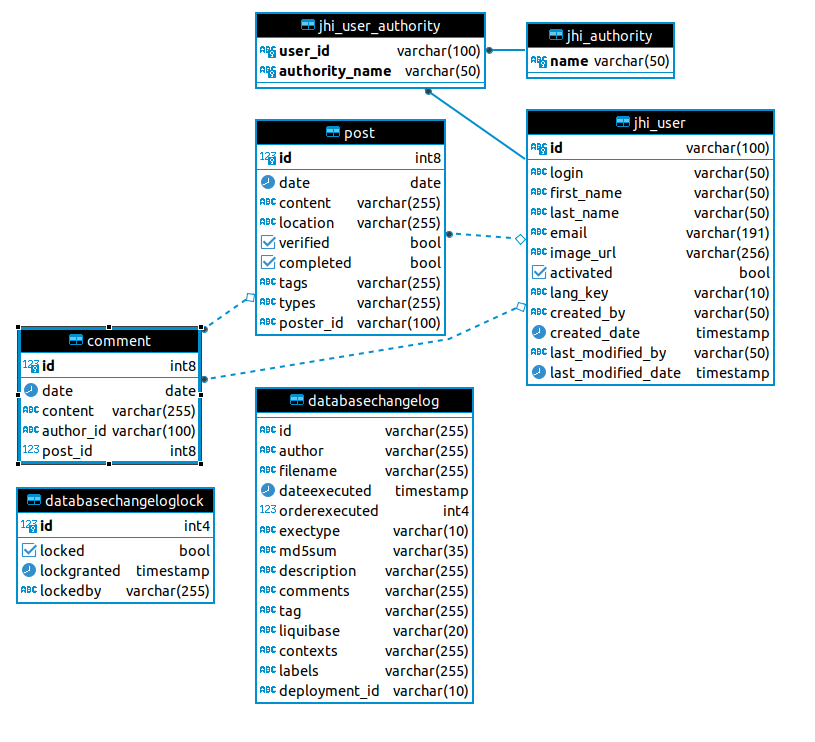 jhi_user_authority
user_id varchar(100)
authority_name varchar(50)
jhi_authority
name varchar(50)
post
id int8
date date
content varchar(255)
location varchar(255)
verified bool
completed bool
tags varchar(255)
types varchar(255)
poster_id varchar(100)
jhi_user
id varchar(100)
login varchar(50)
first_name varchar(50)
last_name varchar(50)
email varchar(191)
image_url varchar(256)
activated bool
lang_key varchar(10)
created_by varchar(50)
created_date timestamp
last_modified_by varchar(50)
last_modified_date timestamp
comment
id int8
date date
content varchar(255)
author_id varchar(100)
post_id int8
databasechangelog
id varchar(255)
author varchar(255)
filename varchar(255)
dateexecuted timestamp
orderexecuted int4
exectype varchar(10)
md5sum varchar(35)
description varchar(255)
comments varchar(255)
tag varchar(255)
liquibase varchar(20)
contexts varchar(255)
labels varchar(255)
deployment_id varchar(10)
databasechangeloglock
id int4
locked bool
lockgranted timestamp
lockedby varchar(255)